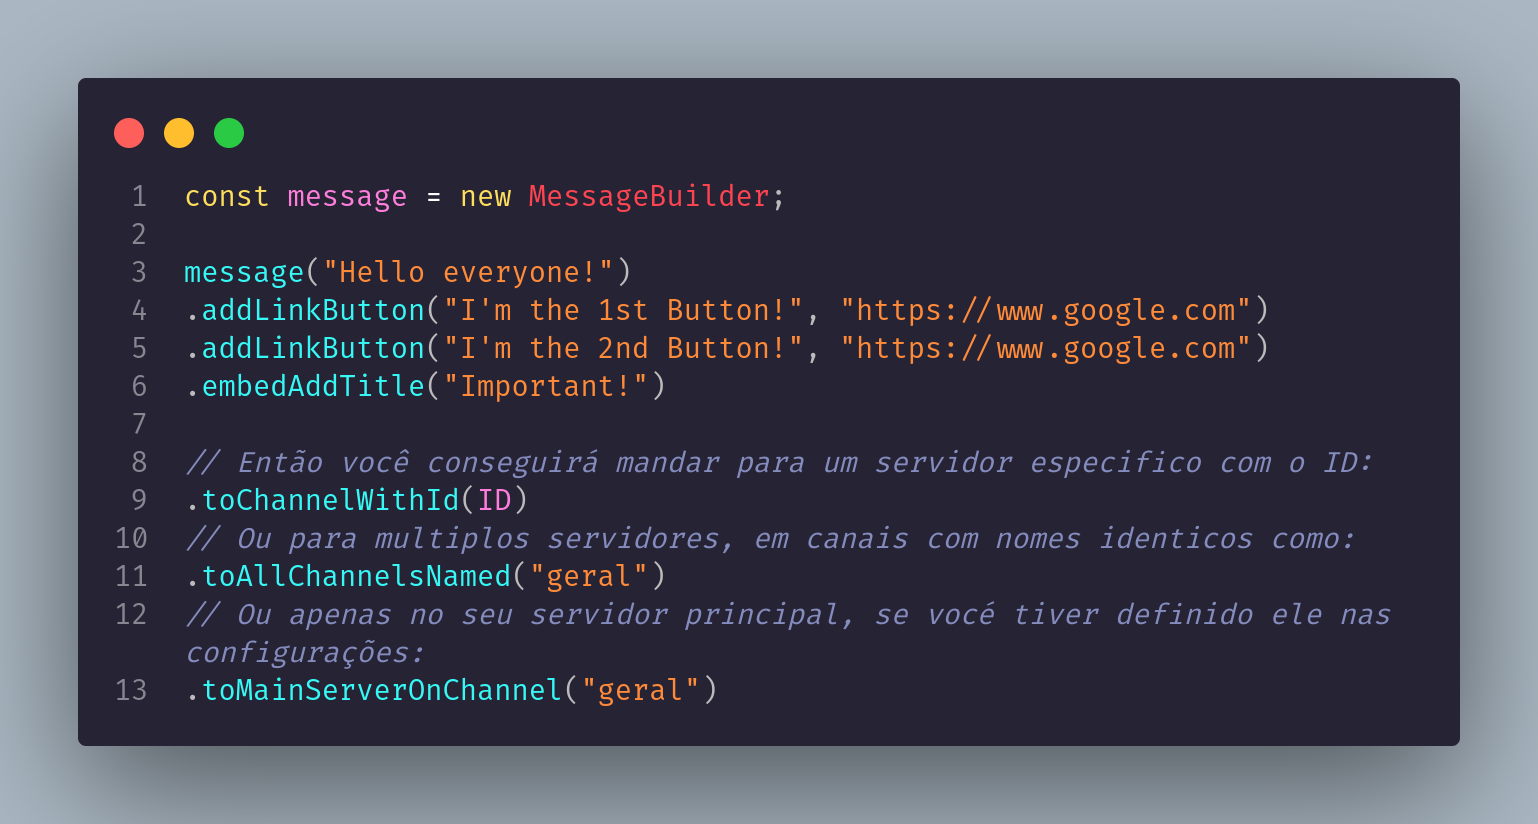 1 const message = new MessageBuilder;
2
3 message("Hello everyone!")
4 .addLinkButton("I'm the 1st Button!", "https://www.google.com")
5 .addLinkButton("I'm the 2nd Button!", "https://www.google.com")
6 .embedAddTitle("Important!")
7
8 // Então você conseguirá mandar para um servidor especifico com o ID:
9 .toChannelWithId(ID)
10 // Ou para multiplos servidores, em canais com nomes identicos como:
11 .toAllChannelsNamed("geral")
12 // Ou apenas no seu servidor principal, se vocé tiver definido ele nas
configurações:
13 .toMainServerOnChannel("geral")